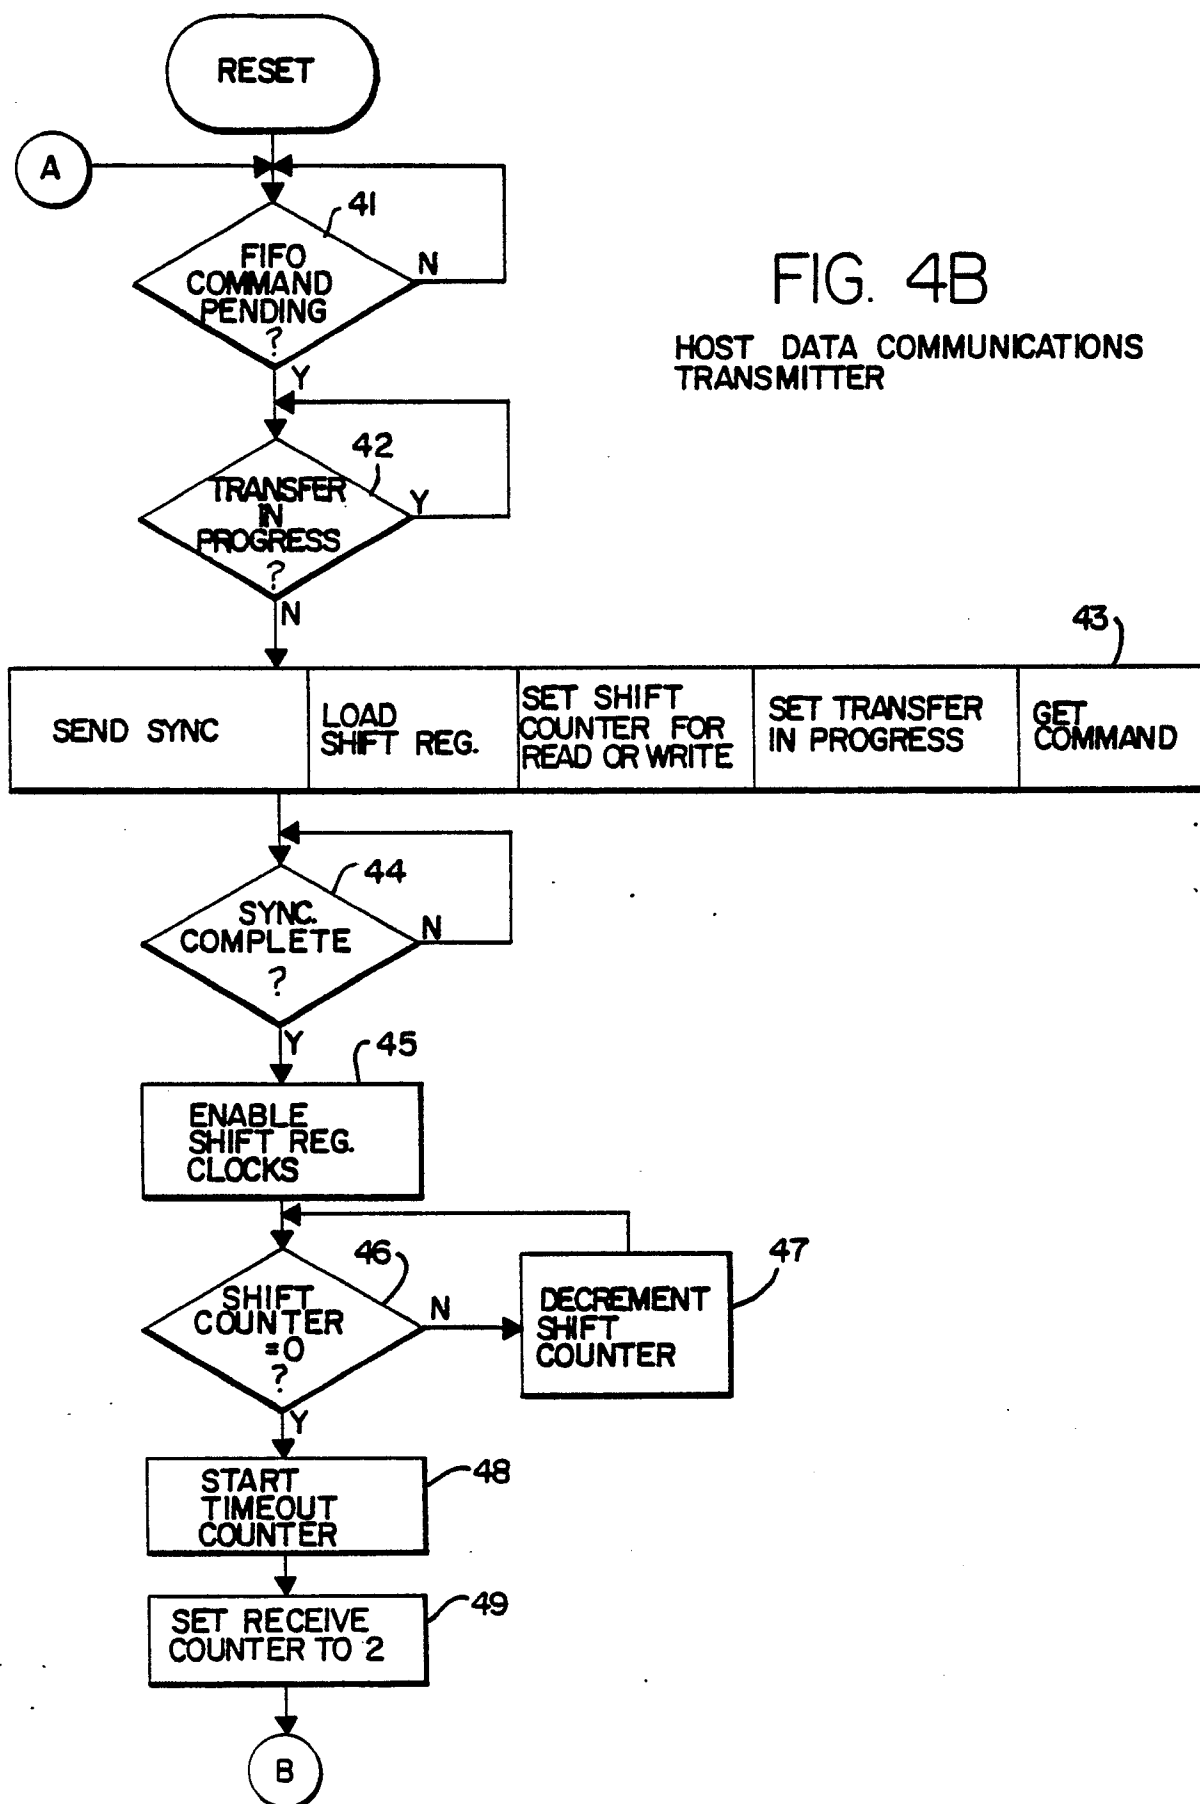 RESET
A
41
FIFO
COMMAND
PENDING
?
N
Y
FIG. 4B
HOST DATA COMMUNICATIONS
TRANSMITTER
42
TRANSFER
IN
PROGRESS
?
Y
N
43
SEND SYNC
LOAD
SHIFT REG.
SET SHIFT
COUNTER FOR
READ OR WRITE
SET TRANSFER
IN PROGRESS
GET
COMMAND
44
SYNC.
COMPLETE
?
N
Y
45
ENABLE
SHIFT REG.
CLOCKS
46
SHIFT
COUNTER
=0
?
N
Y
47
DECREMENT
SHIFT
COUNTER
48
START
TIMEOUT
COUNTER
49
SET RECEIVE
COUNTER TO 2
B